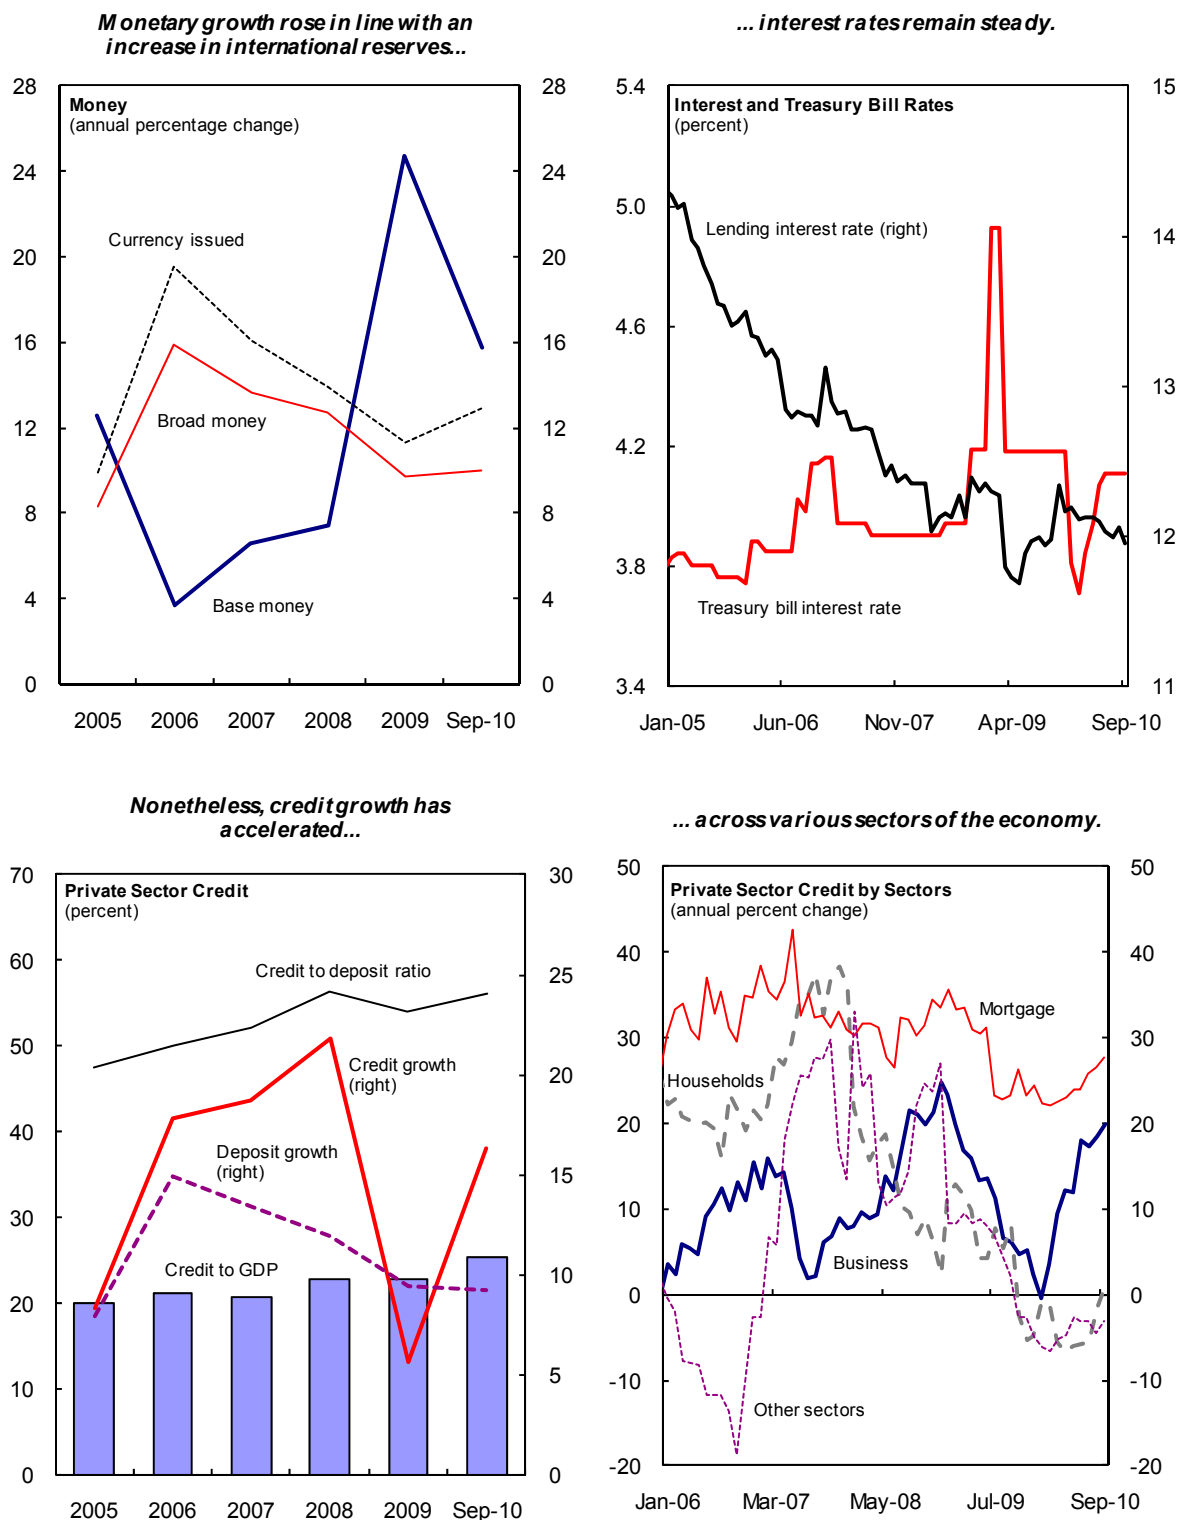 Monetary growth rose in line with an
increase in international reserves...
28
24
20
16
12
8
4
0
Money
(annual percentage change)
Currency issued
Broad money
Base money
28
24
20
16
12
8
4
0
2005 2006 2007 2008 2009 Sep-10
... interest rates remain steady.
5.4
5.0
4.6
4.2
3.8
3.4
Interest and Treasury Bill Rates
(percent)
Lending interest rate (right)
Treasury bill interest rate
15
14
13
12
11
Jan-05 Jun-06 Nov-07 Apr-09 Sep-10
Nonetheless, credit growth has
accelerated...
70
60
50
40
30
20
10
0
Private Sector Credit
(percent)
Credit to deposit ratio
Credit growth
(right)
Deposit growth
(right)
Credit to GDP
30
25
20
15
10
5
0
2005 2006 2007 2008 2009 Sep-10
... across various sectors of the economy.
50
40
30
20
10
0
-10
-20
Private Sector Credit by Sectors
(annual percent change)
Mortgage
Households
Business
Other sectors
50
40
30
20
10
0
-10
-20
Jan-06 Mar-07 May-08 Jul-09 Sep-10